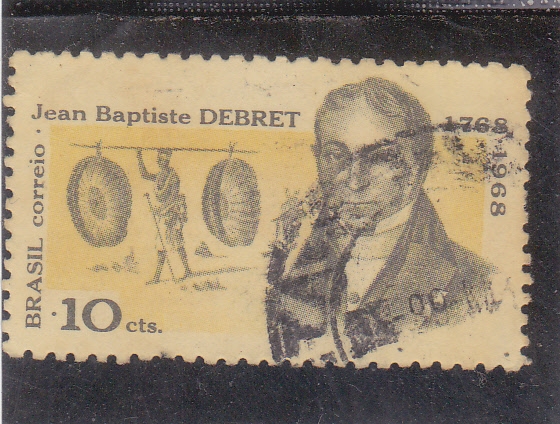 Jean Baptiste DEBRET
1768
1968
BRASIL correio ·
· 10 cts.